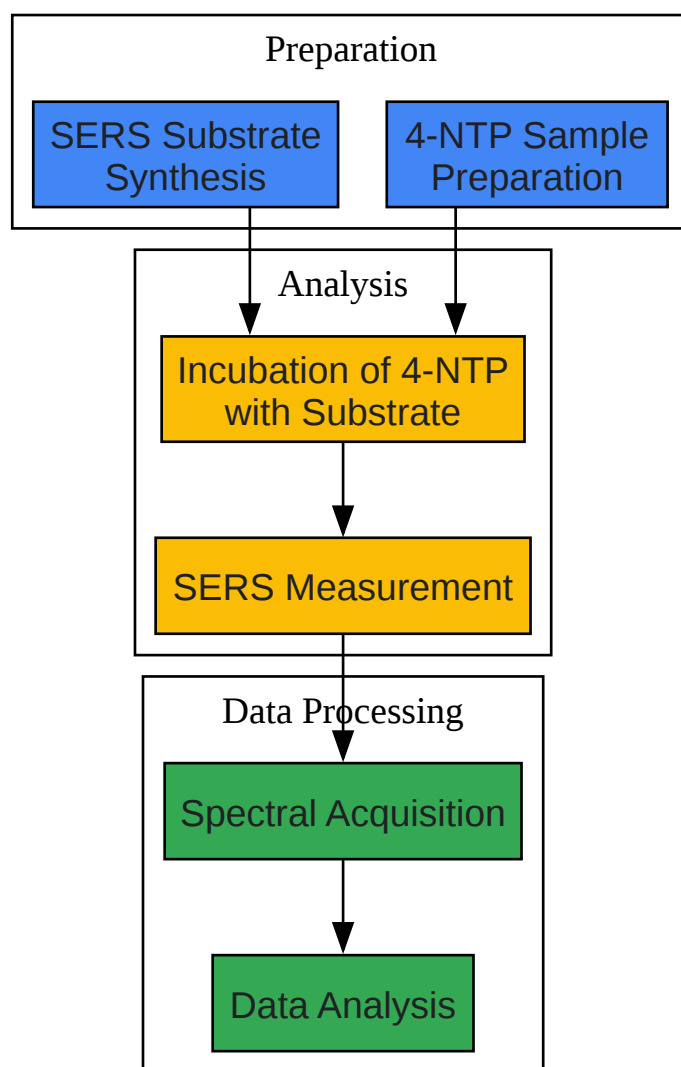 Preparation
SERS Substrate
Synthesis
4-NTP Sample
Preparation
Analysis
Incubation of 4-NTP
with Substrate
SERS Measurement
Data Processing
Spectral Acquisition
Data Analysis